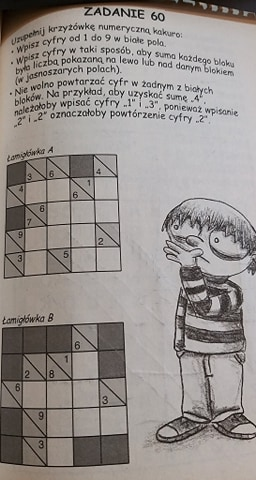 ZADANIE 60
Uzupełnij krzyżówkę numeryczną kakuro:
• Wpisz cyfry od 1 do 9 w białe pola.
• Wpisz cyfry w taki sposób, aby suma każdego bloku
była liczbą pokazaną na lewo lub nad danym blokiem
(w jasnoszarych polach).
• Nie wolno powtarzać cyfr w żadnym z białych
bloków. Na przykład, aby uzyskać sumę „4",
należałoby wpisać cyfry „1" i „3", ponieważ wpisanie
„2" i „2" oznaczałoby powtórzenie cyfry „2".
Łamigłówka A
3 6 4
4 6 1
6
7
9 2
3 5
Łamigłówka B
6
1
2 8
6 3
9
3